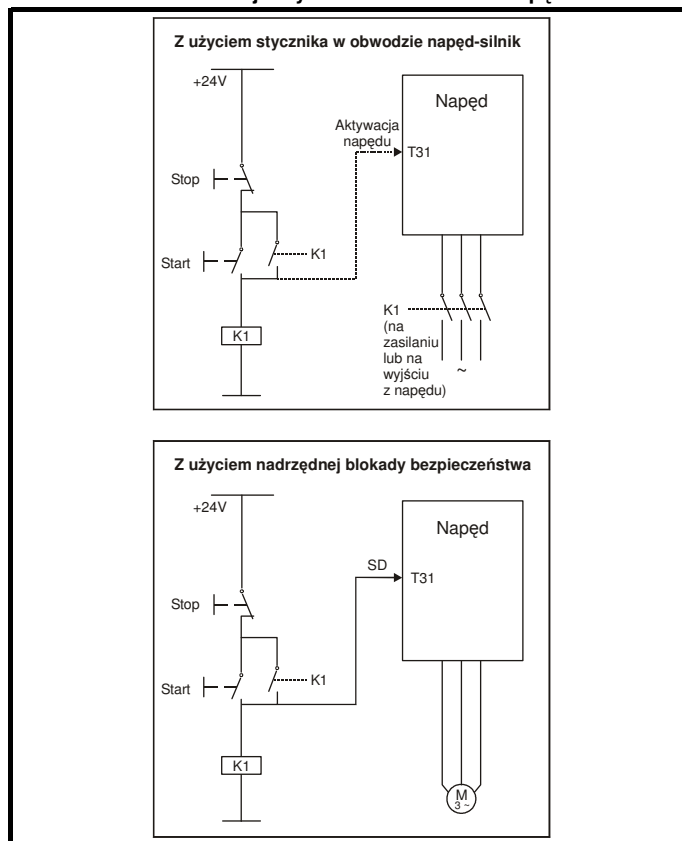 Z użyciem stycznika w obwodzie napęd-silnik
+24V
Napęd
Aktywacja
napędu
T31
Stop
Start
K1
K1
K1
(na
zasilaniu
lub na
wyjściu
z napędu)
~
Z użyciem nadrzędnej blokady bezpieczeństwa
+24V
Napęd
SD
T31
Stop
Start
K1
K1
M
3 ~